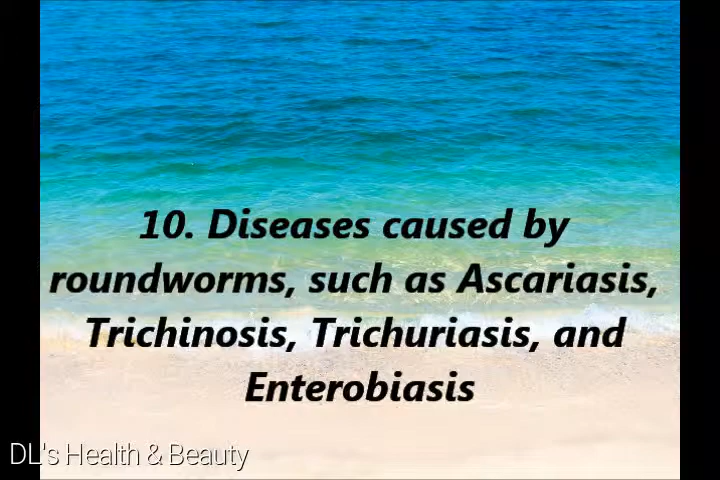 10. Diseases caused by
roundworms, such as Ascariasis,
Trichinosis, Trichuriasis, and
Enterobiasis
DL's Health & Beauty